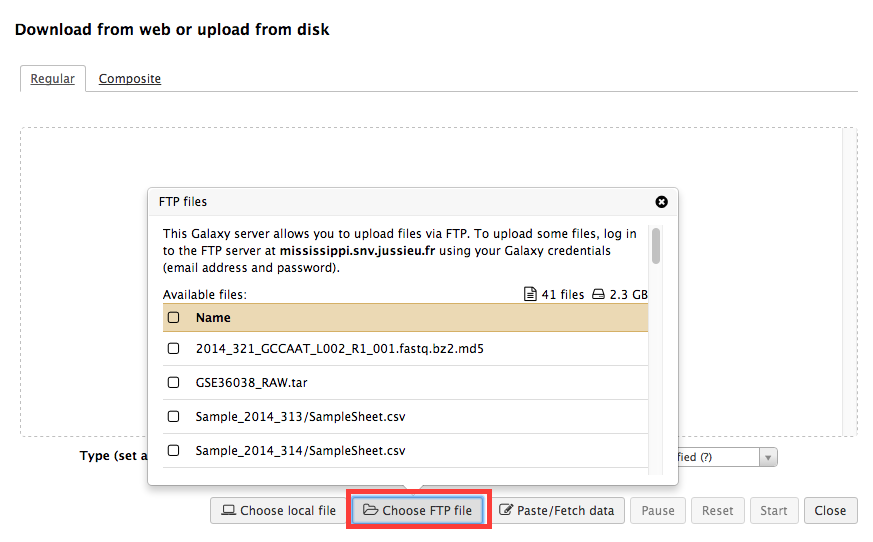 Download from web or upload from disk
Regular Composite
FTP files
This Galaxy server allows you to upload files via FTP. To upload some files, log in
to the FTP server at mississippi.snv.jussieu.fr using your Galaxy credentials
(email address and password).
Available files: 41 files 2.3 GB
Name
2014_321_GCCAAT_L002_R1_001.fastq.bz2.md5
GSE36038_RAW.tar
Sample_2014_313/SampleSheet.csv
Sample_2014_314/SampleSheet.csv
Type (set a fied (?)
Choose local file Choose FTP file Paste/Fetch data Pause Reset Start Close